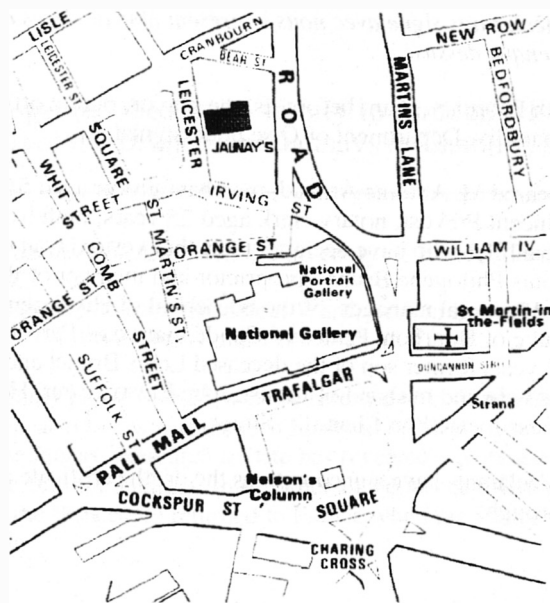 LISLE
CRANBOURN
BEAR ST
NEW ROW
LEICESTER ST
ROAD
MARTINS LANE
BEDFORDBURY
LEICESTER
SQUARE
JAUNAY'S
IRVING ST
WHIT
COMB
STREET
ST MARTIN'S ST
ORANGE ST
WILLIAM IV
STREET
ORANGE ST
National
Portrait
Gallery
National Gallery
St Martin-in
the-Fields
DUNCANNON STREET
TRAFALGAR
SUFFOLK ST
PALL MALL
Strand
Nelson's
Column
SQUARE
COCKSPUR ST
CHARING
CROSS